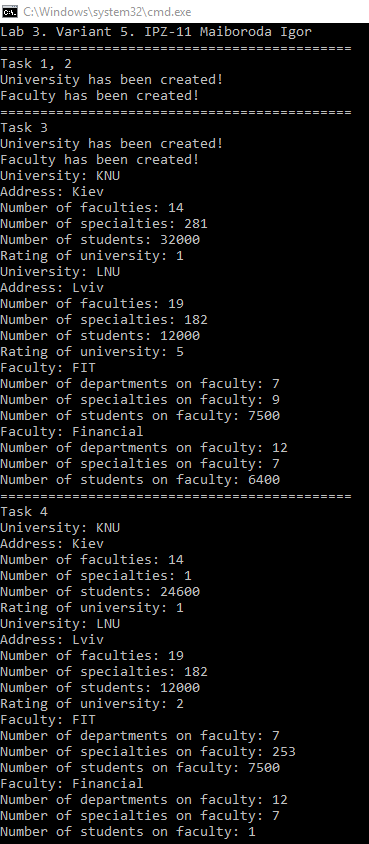 C:\Windows\system32\cmd.exe
Lab 3. Variant 5. IPZ-11 Maiboroda Igor
============================================
Task 1, 2
University has been created!
Faculty has been created!
============================================
Task 3
University has been created!
Faculty has been created!
University: KNU
Address: Kiev
Number of faculties: 14
Number of specialties: 281
Number of students: 32000
Rating of university: 1
University: LNU
Address: Lviv
Number of faculties: 19
Number of specialties: 182
Number of students: 12000
Rating of university: 5
Faculty: FIT
Number of departments on faculty: 7
Number of specialties on faculty: 9
Number of students on faculty: 7500
Faculty: Financial
Number of departments on faculty: 12
Number of specialties on faculty: 7
Number of students on faculty: 6400
============================================
Task 4
University: KNU
Address: Kiev
Number of faculties: 14
Number of specialties: 1
Number of students: 24600
Rating of university: 1
University: LNU
Address: Lviv
Number of faculties: 19
Number of specialties: 182
Number of students: 12000
Rating of university: 2
Faculty: FIT
Number of departments on faculty: 7
Number of specialties on faculty: 253
Number of students on faculty: 7500
Faculty: Financial
Number of departments on faculty: 12
Number of specialties on faculty: 7
Number of students on faculty: 1